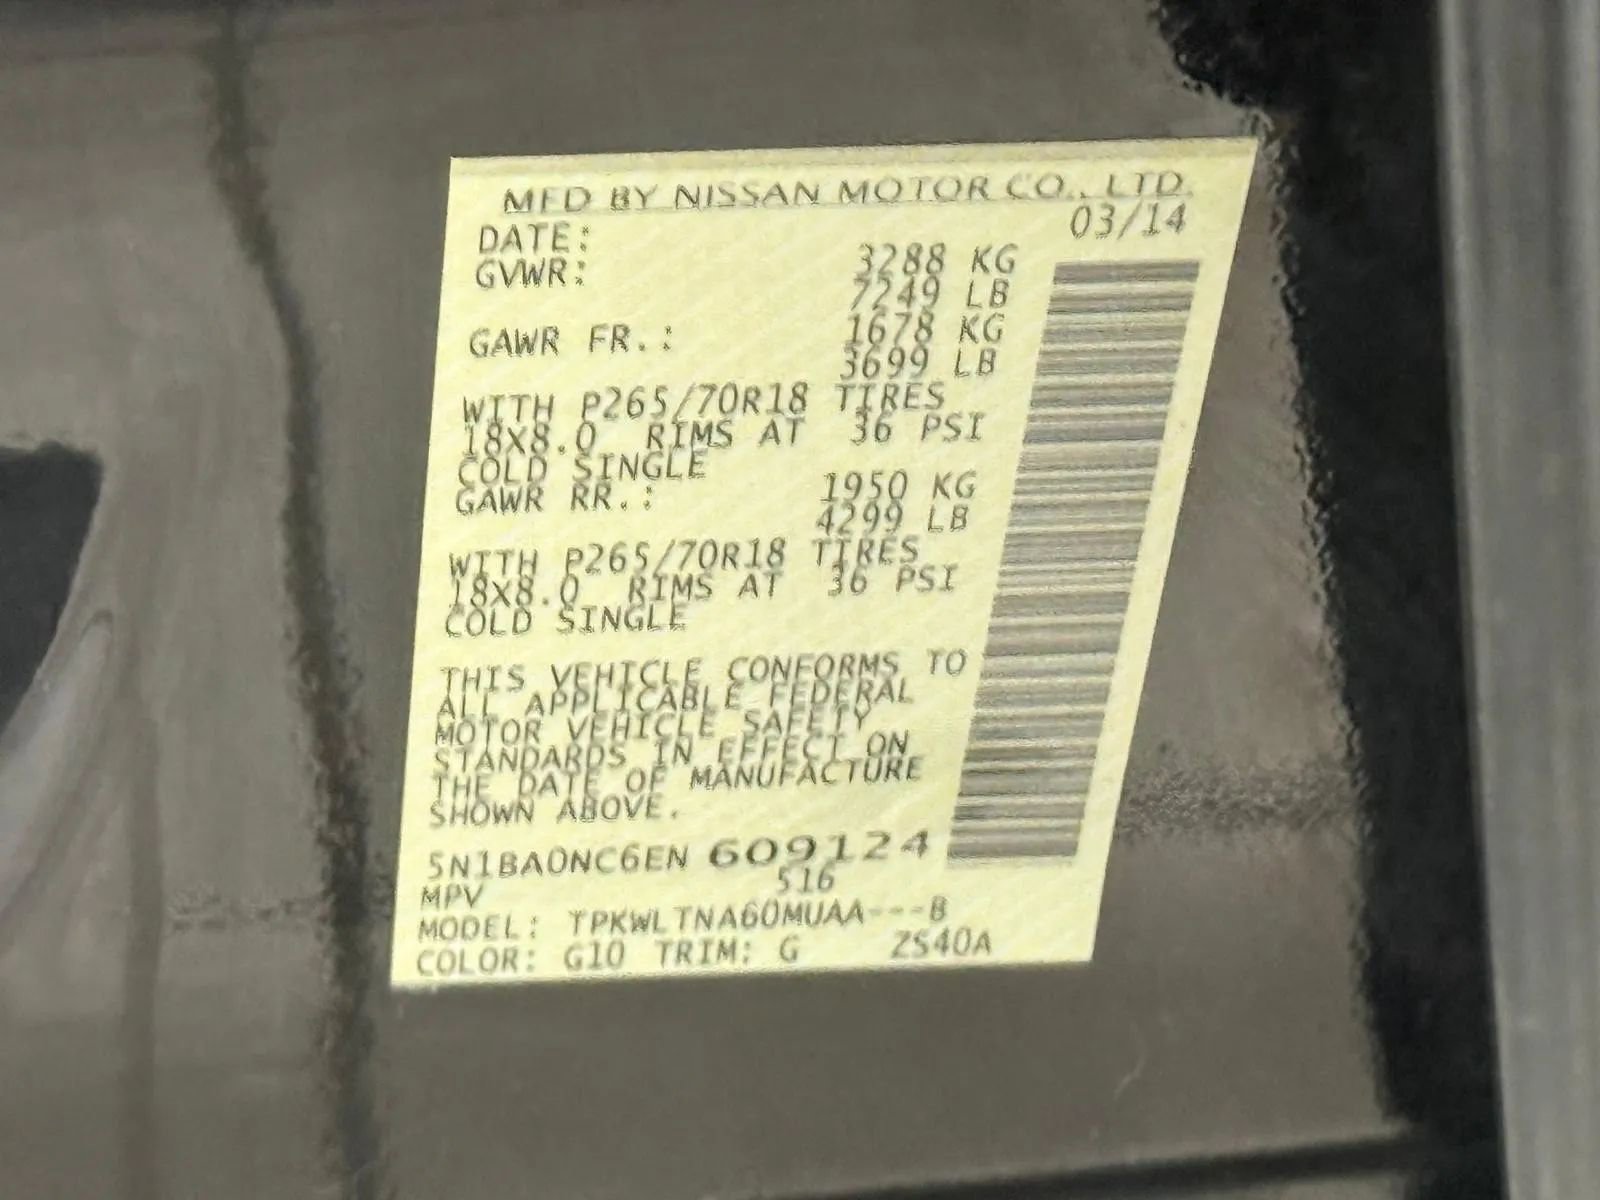 MFD BY NISSAN MOTOR CO., LTD.
DATE: 03/14
GVWR: 3288 KG
7249 LB
GAWR FR.: 1678 KG
3699 LB
WITH P265/70R18 TIRES
18X8.0 RIMS AT 36 PSI
COLD SINGLE
GAWR RR.: 1950 KG
4299 LB
WITH P265/70R18 TIRES
18X8.0 RIMS AT 36 PSI
COLD SINGLE
THIS VEHICLE CONFORMS TO
ALL APPLICABLE FEDERAL
MOTOR VEHICLE SAFETY
STANDARDS IN EFFECT ON
THE DATE OF MANUFACTURE
SHOWN ABOVE.
5N1BA0NC6EN 609124
MPV 516
MODEL: TPKWLTNA60MUAA---B
COLOR: G10 TRIM: G ZS40A